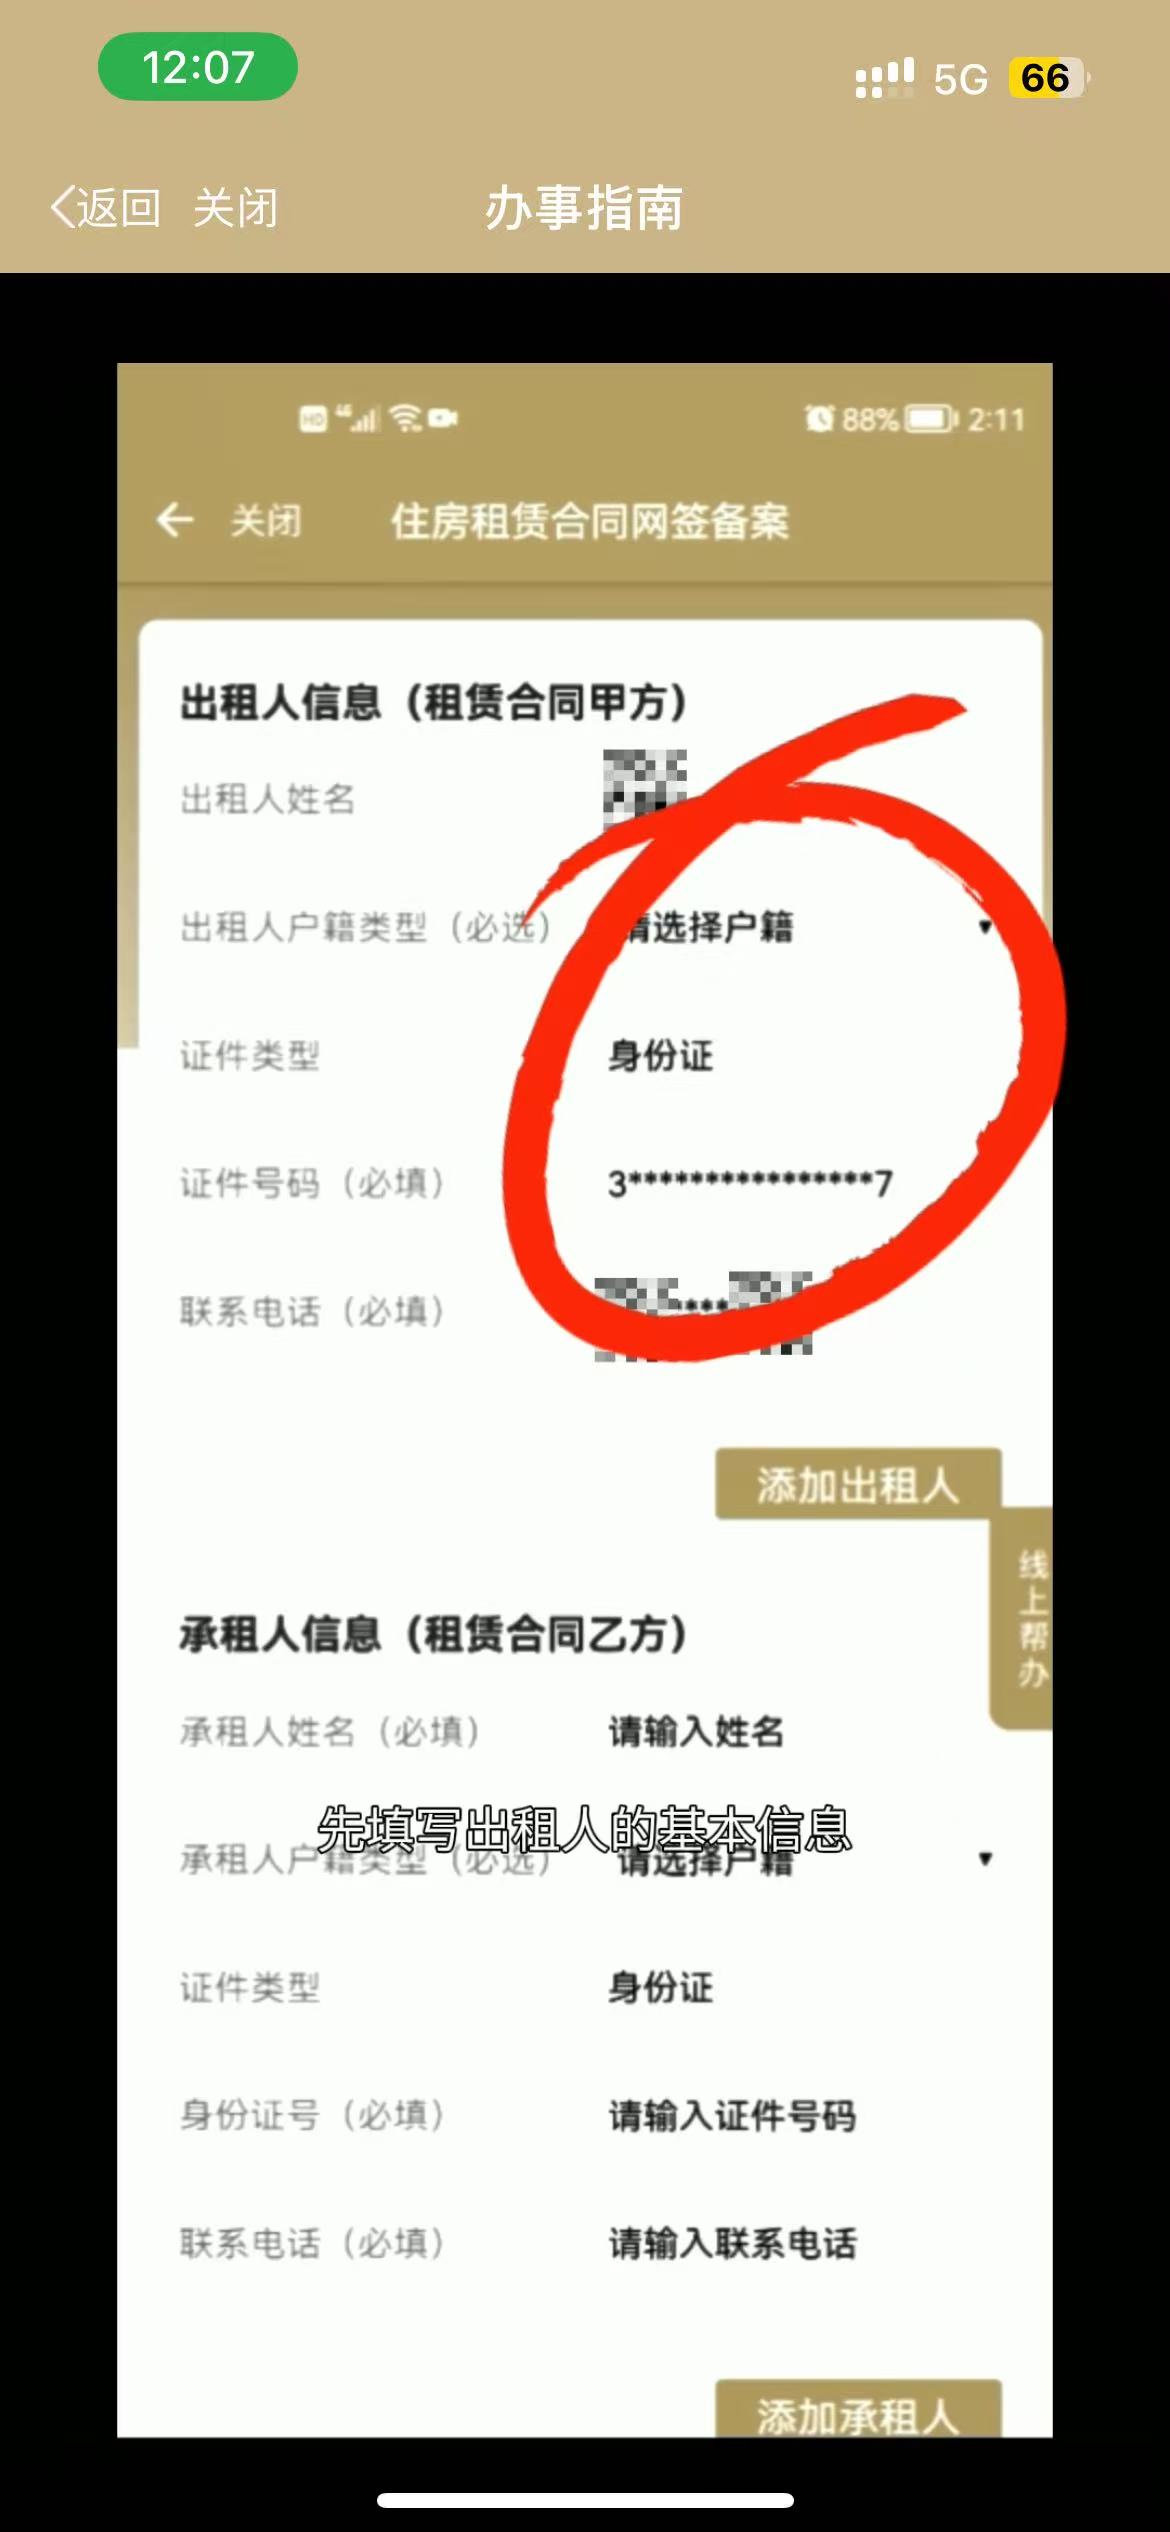 12:07
5G 66
返回 关闭 办事指南
HD 4G
88% 2:11
关闭 住房租赁合同网签备案
出租人信息（租赁合同甲方）
出租人姓名
出租人户籍类型（必选） 请选择户籍
证件类型 身份证
证件号码（必填） 3****************7
联系电话（必填） ****
添加出租人
线上帮办
承租人信息（租赁合同乙方）
承租人姓名（必填） 请输入姓名
先填写出租人的基本信息
承租人户籍类型（必选） 请选择户籍
证件类型 身份证
身份证号（必填） 请输入证件号码
联系电话（必填） 请输入联系电话
添加承租人